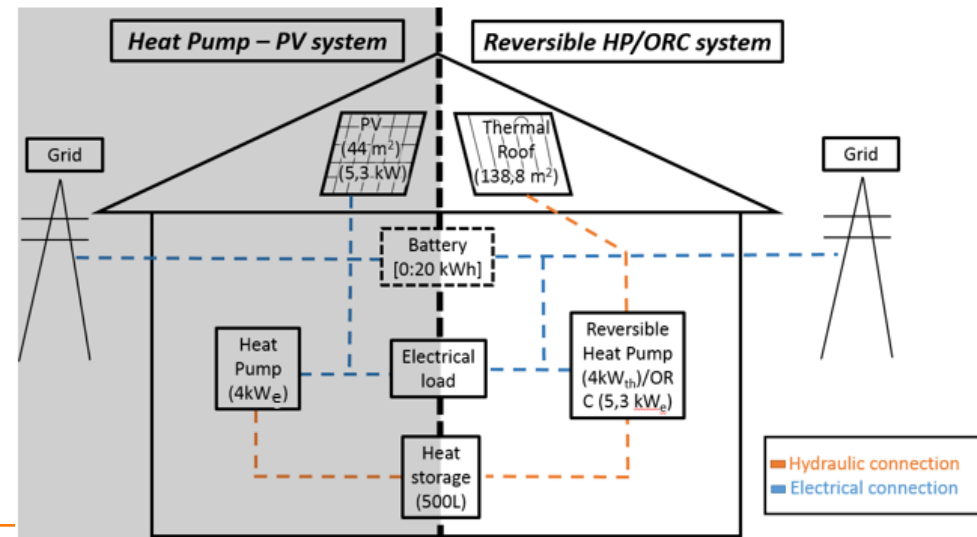 Heat Pump – PV system
Reversible HP/ORC system
PV
(44 m²)
(5,3 kW)
Thermal
Roof
(138,8 m²)
Grid
Grid
Battery
[0:20 kWh]
Heat
Pump
(4kWe)
Electrical
load
Reversible
Heat Pump
(4kWth)/OR
C (5,3 kWe)
Heat
storage
(500L)
Hydraulic connection
Electrical connection